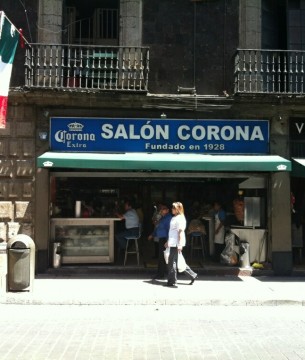 Corona
Extra
SALÓN CORONA
Fundado en 1928
V